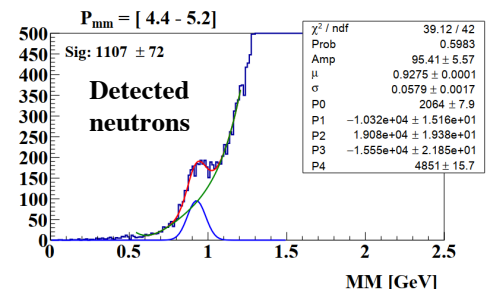 P_mm = [ 4.4 - 5.2]
Sig: 1107 ± 72
Detected
neutrons
χ² / ndf 39.12 / 42
Prob 0.5983
Amp 95.41 ± 5.57
μ 0.9275 ± 0.0001
σ 0.0579 ± 0.0017
P0 2064 ± 7.9
P1 −1.032e+04 ± 1.516e+01
P2 1.908e+04 ± 1.938e+01
P3 −1.555e+04 ± 2.185e+01
P4 4851 ± 15.7
500
450
400
350
300
250
200
150
100
50
0
0 0.5 1 1.5 2 2.5
MM [GeV]